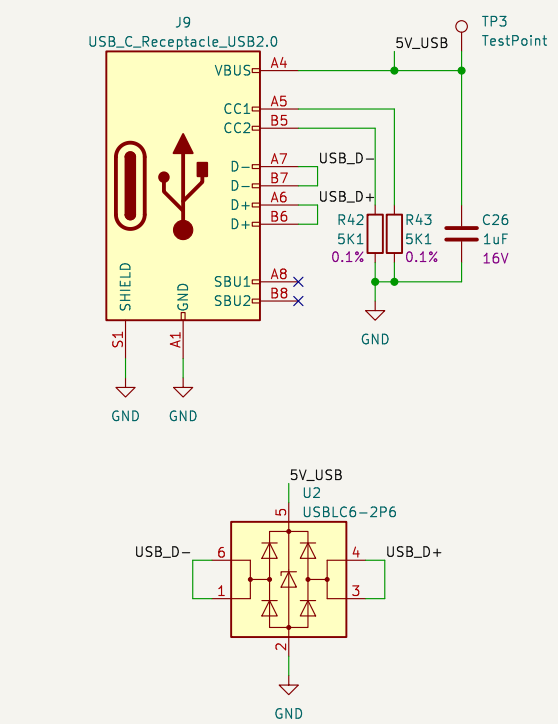 J9
USB_C_Receptacle_USB2.0
TP3
TestPoint
5V_USB
VBUS A4
CC1 A5
CC2 B5
D- A7
USB_D-
D- B7
D+ A6
USB_D+
D+ B6
R42
5K1
0.1%
R43
5K1
0.1%
C26
1uF
16V
SBU1 A8
SBU2 B8
SHIELD
GND
S1
A1
GND
GND
GND
5V_USB
U2
USBLC6-2P6
5
USB_D-
6
4
USB_D+
1
3
2
GND